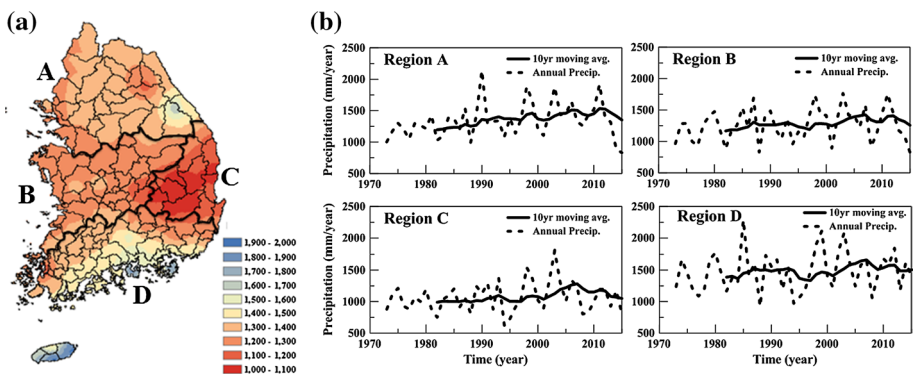 (a)
A
B
C
D
1,900 - 2,000
1,800 - 1,900
1,700 - 1,800
1,600 - 1,700
1,500 - 1,600
1,400 - 1,500
1,300 - 1,400
1,200 - 1,300
1,100 - 1,200
1,000 - 1,100
(b)
Precipitation (mm/year)
2500
2000
1500
1000
500
Region A
10yr moving avg.
Annual Precip.
1970 1980 1990 2000 2010
2500
2000
1500
1000
500
Region B
10yr moving avg.
Annual Precip.
1970 1980 1990 2000 2010
Precipitation (mm/year)
2500
2000
1500
1000
500
Region C
10yr moving avg.
Annual Precip.
1970 1980 1990 2000 2010
Time (year)
2500
2000
1500
1000
500
Region D
10yr moving avg.
Annual Precip.
1970 1980 1990 2000 2010
Time (year)